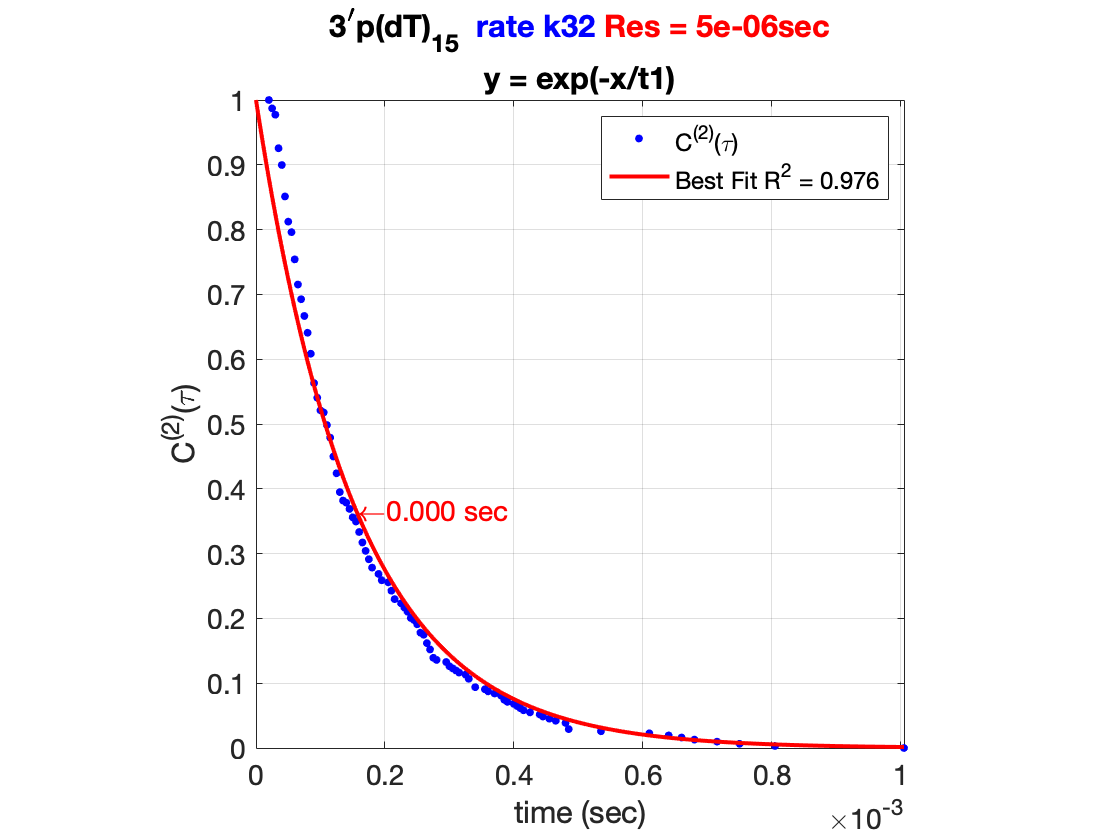 3′p(dT)₁₅ rate k32 Res = 5e-06sec
y = exp(-x/t1)
C⁽²⁾(τ)
Best Fit R² = 0.976
1
0.9
0.8
0.7
0.6
0.5
0.4
0.3
0.2
0.1
0
C⁽²⁾(τ)
←0.000 sec
0 0.2 0.4 0.6 0.8 1
time (sec)
×10⁻³